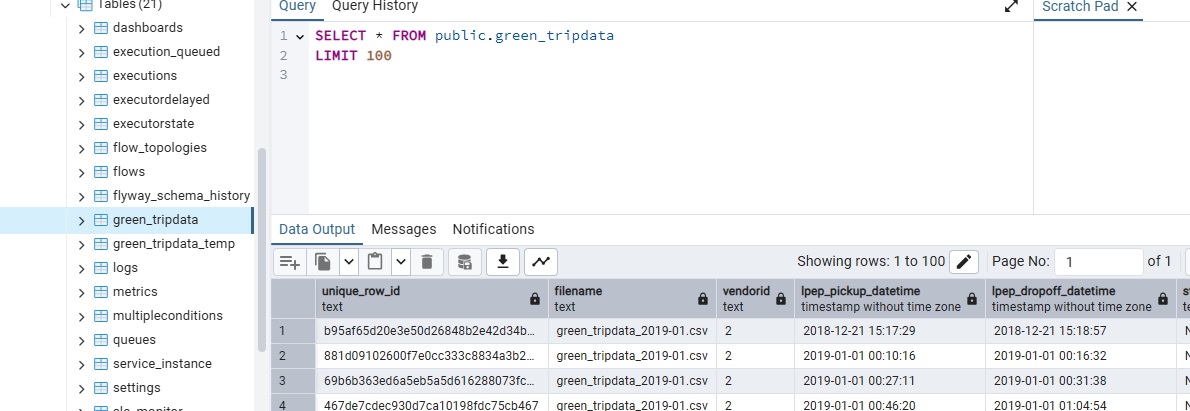 Tables (21)
dashboards
execution_queued
executions
executordelayed
executorstate
flow_topologies
flows
flyway_schema_history
green_tripdata
green_tripdata_temp
logs
metrics
multipleconditions
queues
service_instance
settings
sla_monitor
Query Query History
Scratch Pad
1 SELECT * FROM public.green_tripdata
2 LIMIT 100
3
Data Output Messages Notifications
Showing rows: 1 to 100 Page No: 1 of 1
unique_row_id filename vendorid lpep_pickup_datetime lpep_dropoff_datetime
text text text timestamp without time zone timestamp without time zone
1 b95af65d20e3e50d26848b2e42d34b... green_tripdata_2019-01.csv 2 2018-12-21 15:17:29 2018-12-21 15:18:57
2 881d09102600f7e0cc333c8834a3b2... green_tripdata_2019-01.csv 2 2019-01-01 00:10:16 2019-01-01 00:16:32
3 69b6b363ed6a5eb5a5d616288073fc... green_tripdata_2019-01.csv 2 2019-01-01 00:27:11 2019-01-01 00:31:38
4 467de7cdec930d7ca10198fdc75cb467 green_tripdata_2019-01.csv 2 2019-01-01 00:46:20 2019-01-01 01:04:54